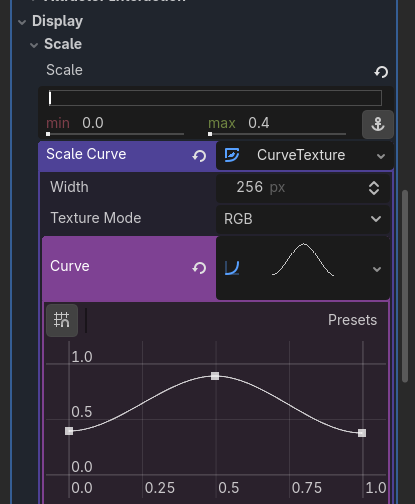 Display
Scale
Scale
min 0.0 max 0.4
Scale Curve CurveTexture
Width 256 px
Texture Mode RGB
Curve
Presets
1.0
0.5
0.0
0.0 0.25 0.5 0.75 1.0